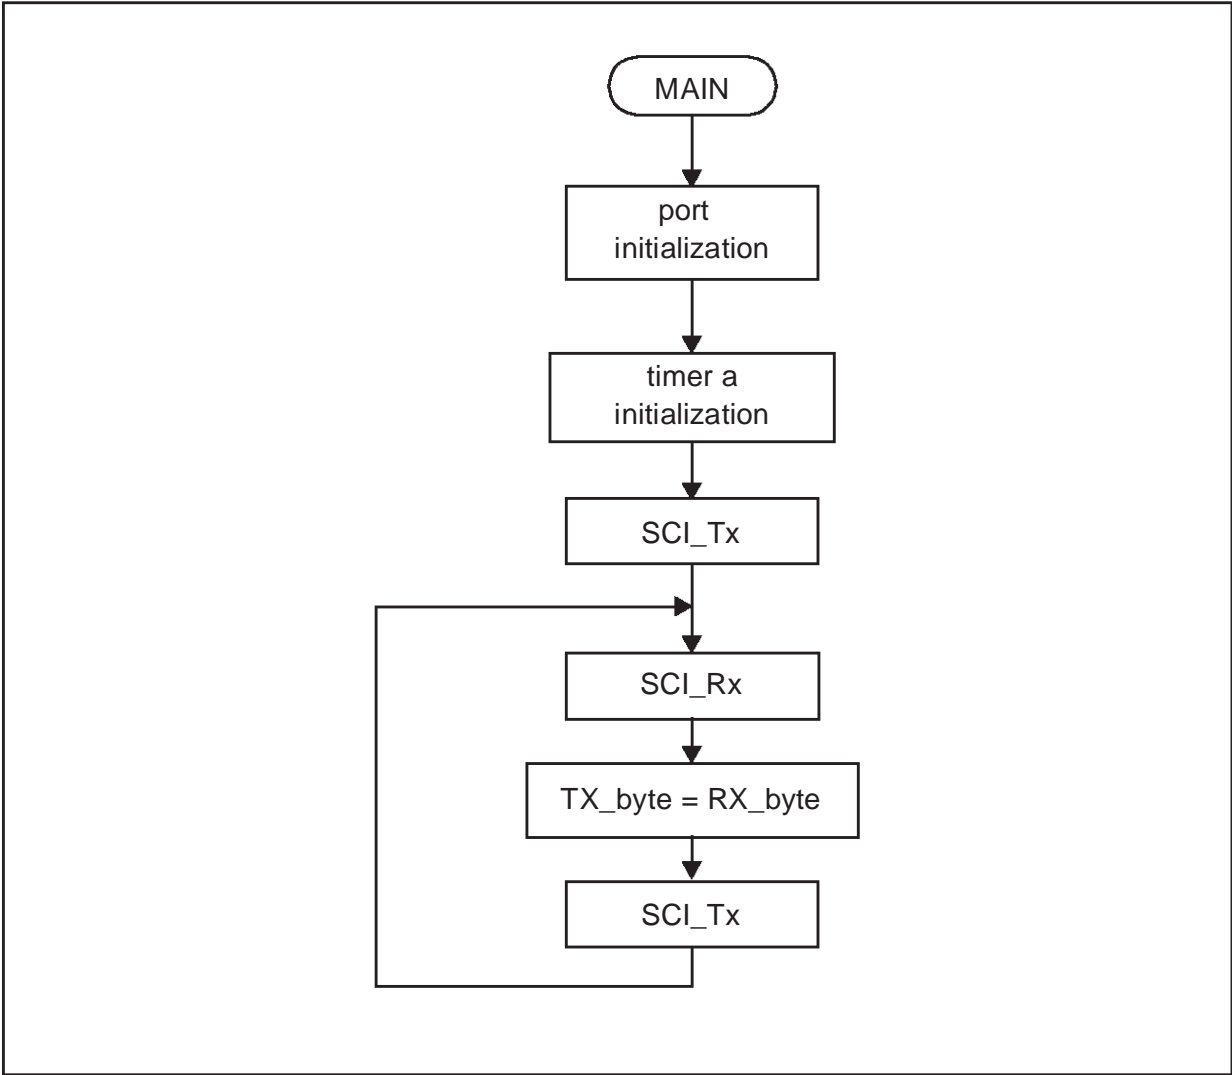 MAIN
port
initialization
timer a
initialization
SCI_Tx
SCI_Rx
TX_byte = RX_byte
SCI_Tx